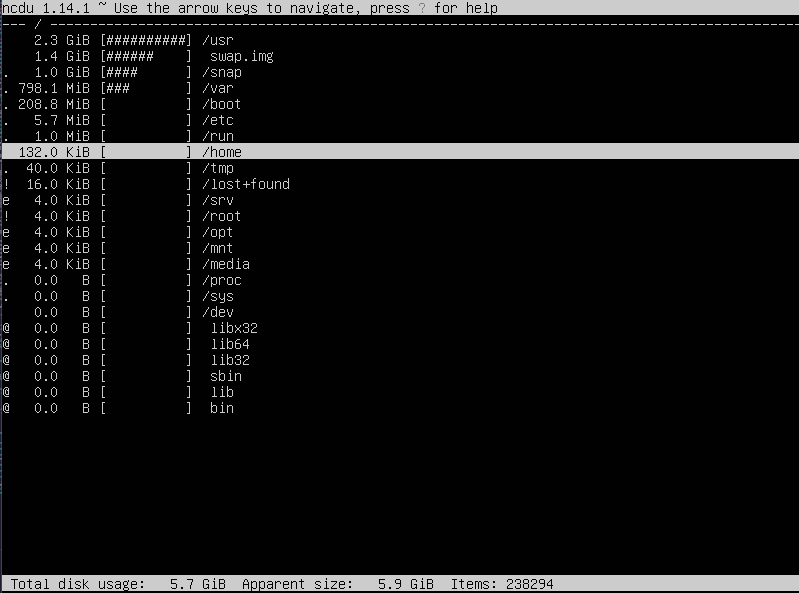 ncdu 1.14.1 ~ Use the arrow keys to navigate, press ? for help
--- / ----------------------------------------------------------------------------------------------
    2.3 GiB [##########] /usr
    1.4 GiB [######    ]  swap.img
.   1.0 GiB [####      ] /snap
. 798.1 MiB [###       ] /var
. 208.8 MiB [          ] /boot
.   5.7 MiB [          ] /etc
.   1.0 MiB [          ] /run
  132.0 KiB [          ] /home
.  40.0 KiB [          ] /tmp
!  16.0 KiB [          ] /lost+found
e   4.0 KiB [          ] /srv
!   4.0 KiB [          ] /root
e   4.0 KiB [          ] /opt
e   4.0 KiB [          ] /mnt
e   4.0 KiB [          ] /media
.   0.0   B [          ] /proc
.   0.0   B [          ] /sys
    0.0   B [          ] /dev
@   0.0   B [          ]  libx32
@   0.0   B [          ]  lib64
@   0.0   B [          ]  lib32
@   0.0   B [          ]  sbin
@   0.0   B [          ]  lib
@   0.0   B [          ]  bin
Total disk usage:   5.7 GiB  Apparent size:   5.9 GiB  Items: 238294